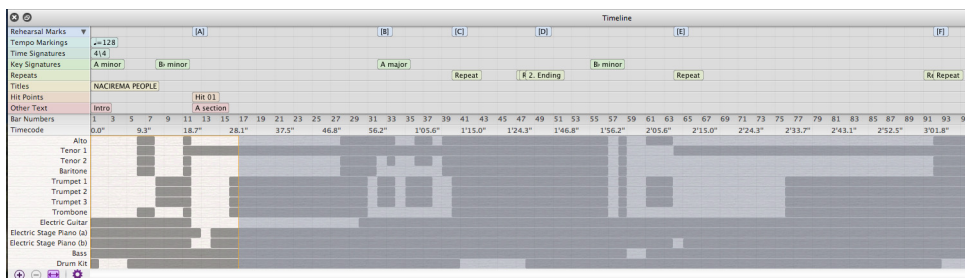 Timeline
Rehearsal Marks ▼ [A] [B] [C] [D] [E] [F]
Tempo Markings ♩=128
Time Signatures 4\4
Key Signatures A minor B♭ minor A major B♭ minor
Repeats Repeat R 2. Ending Repeat Re Repeat
Titles NACIREMA PEOPLE
Hit Points Hit 01
Other Text Intro A section
Bar Numbers 1 3 5 7 9 11 13 15 17 19 21 23 25 27 29 31 33 35 37 39 41 43 45 47 49 51 53 55 57 59 61 63 65 67 69 71 73 75 77 79 81 83 85 87 89 91 93 9
Timecode 0.0" 9.3" 18.7" 28.1" 37.5" 46.8" 56.2" 1'05.6" 1'15.0" 1'24.3" 1'46.8" 1'56.2" 2'05.6" 2'15.0" 2'24.3" 2'33.7" 2'43.1" 2'52.5" 3'01.8"
Alto
Tenor 1
Tenor 2
Baritone
Trumpet 1
Trumpet 2
Trumpet 3
Trombone
Electric Guitar
Electric Stage Piano (a)
Electric Stage Piano (b)
Bass
Drum Kit